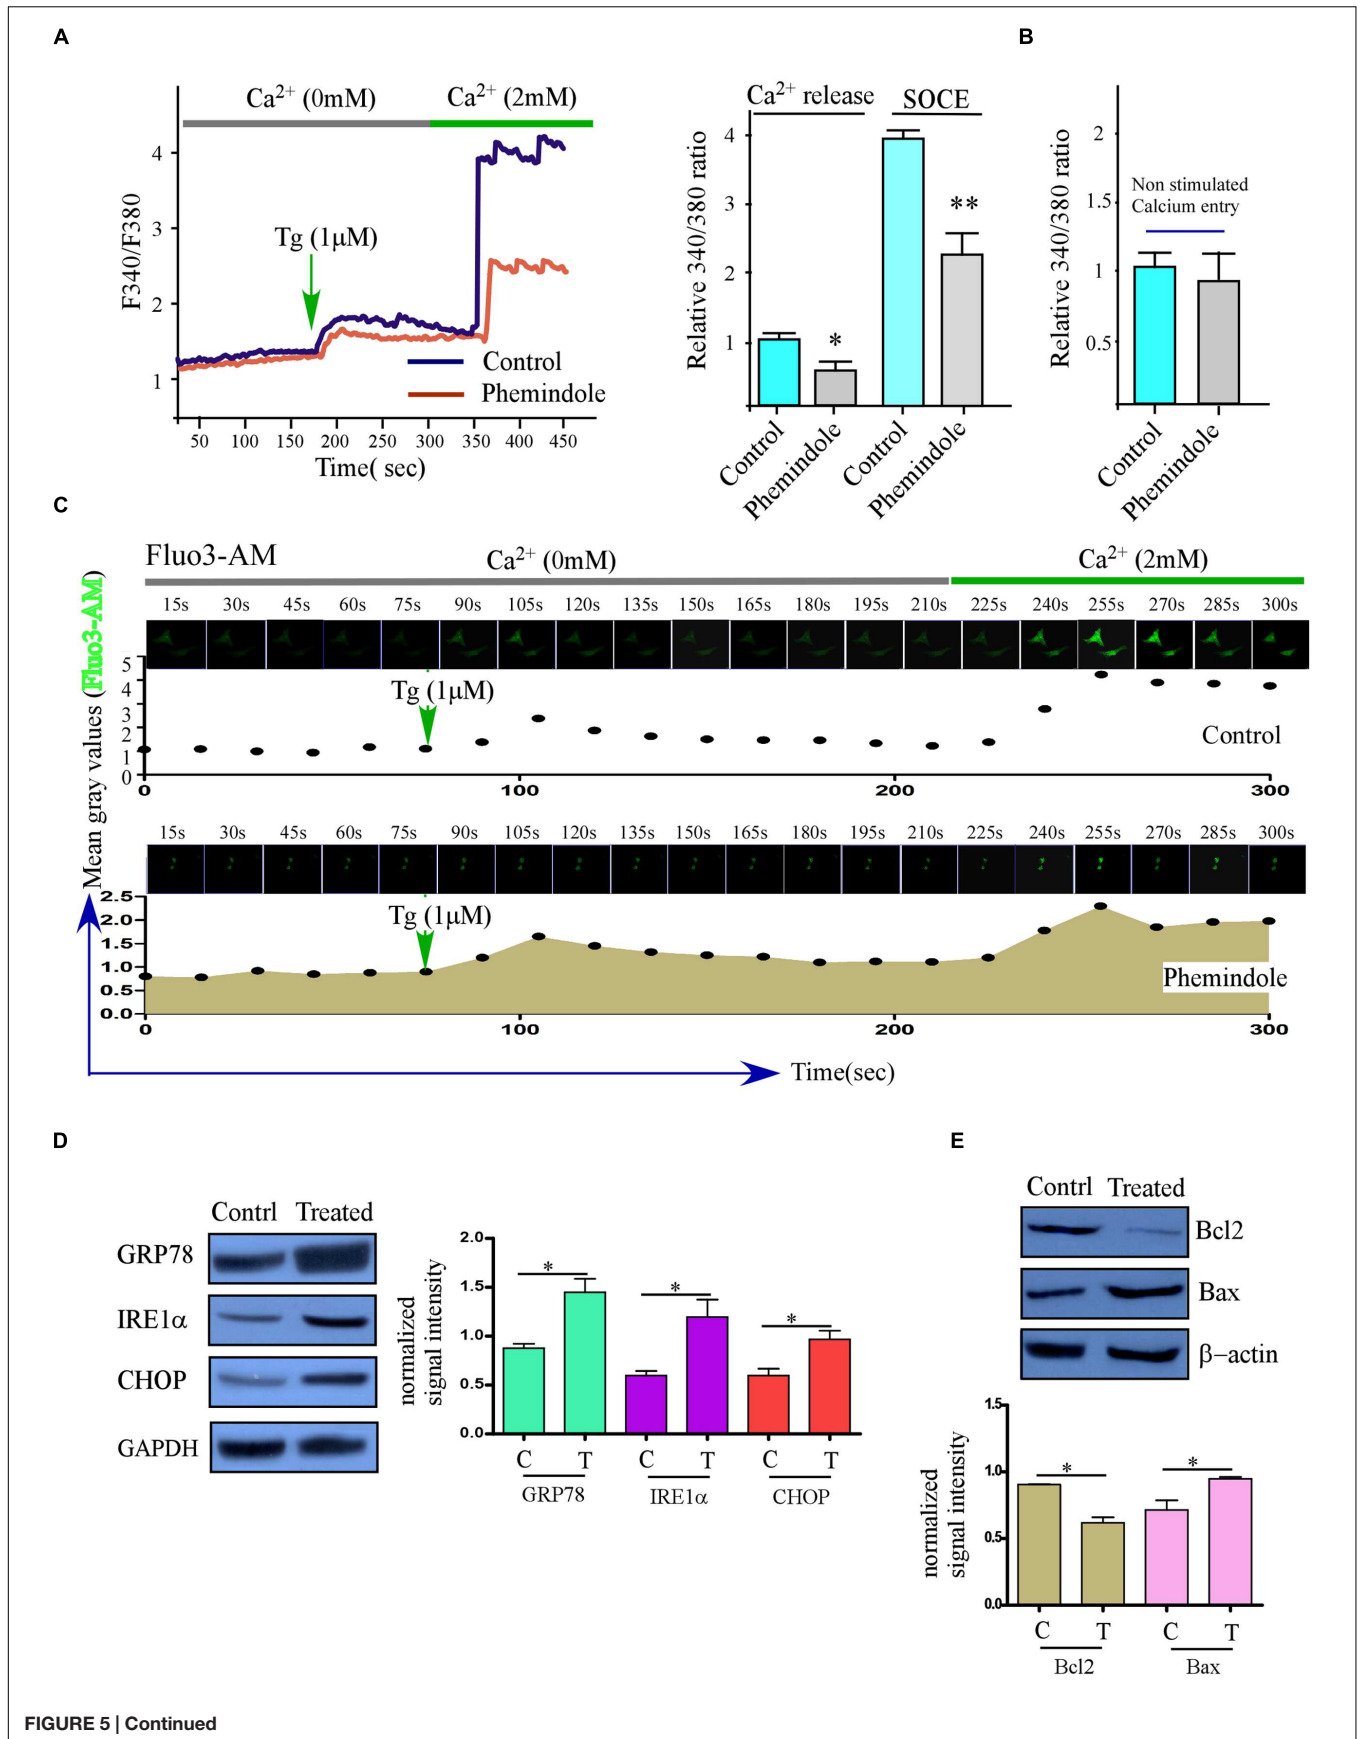 A
B
Ca2+ (0mM) Ca2+ (2mM)
F340/F380
4
3
2
1
Tg (1μM)
Control
Phemindole
50 100 150 200 250 300 350 400 450
Time( sec)
Ca2+ release SOCE
Relative 340/380 ratio
4
3
2
1
*
**
Control
Phemindole
Control
Phemindole
Relative 340/380 ratio
2
1.5
1
0.5
Non stimulated
Calcium entry
Control
Phemindole
C
Fluo3-AM
Ca2+ (0mM) Ca2+ (2mM)
Mean gray values (Fluo3-AM)
15s 30s 45s 60s 75s 90s 105s 120s 135s 150s 165s 180s 195s 210s 225s 240s 255s 270s 285s 300s
5
4
3
2
1
0
Tg (1μM)
Control
0 100 200 300
15s 30s 45s 60s 75s 90s 105s 120s 135s 150s 165s 180s 195s 210s 225s 240s 255s 270s 285s 300s
2.5
2.0
1.5
1.0
0.5
0.0
Tg (1μM)
Phemindole
0 100 200 300
Time(sec)
D
Contrl Treated
GRP78
IRE1α
CHOP
GAPDH
normalized
signal intensity
2.0
1.5
1.0
0.5
0.0
* * *
C T C T C T
GRP78 IRE1α CHOP
E
Contrl Treated
Bcl2
Bax
β–actin
normalized
signal intensity
1.5
1.0
0.5
0.0
* *
C T C T
Bcl2 Bax
FIGURE 5 | Continued